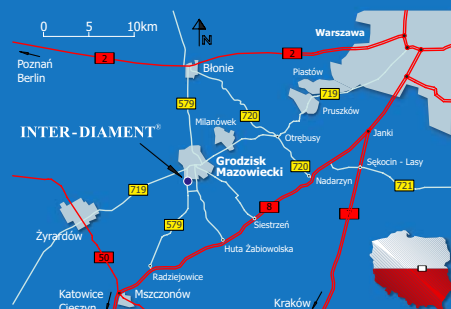 0 5 10km
N
Warszawa
Poznań
Berlin
2
2
Błonie
Piastów
719
579
720
Pruszków
Milanówek
INTER-DIAMENT®
Otrębusy
Janki
Grodzisk
Mazowiecki
720
Sękocin - Lasy
Nadarzyn
721
719
8
7
Siestrzeń
579
Żyrardów
Huta Żabiowolska
50
Radziejowice
Katowice
Cieszyn
Mszczonów
Kraków